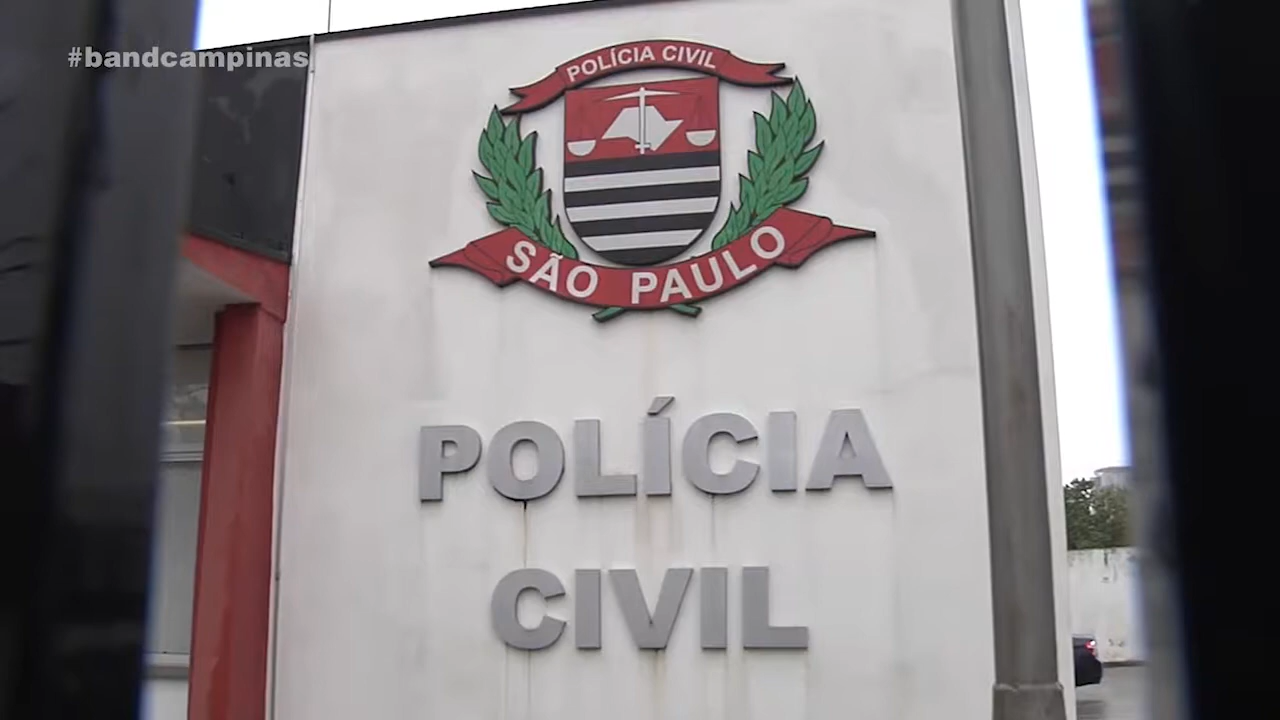 #bandcampinas
POLÍCIA CIVIL
SÃO PAULO
POLÍCIA
CIVIL